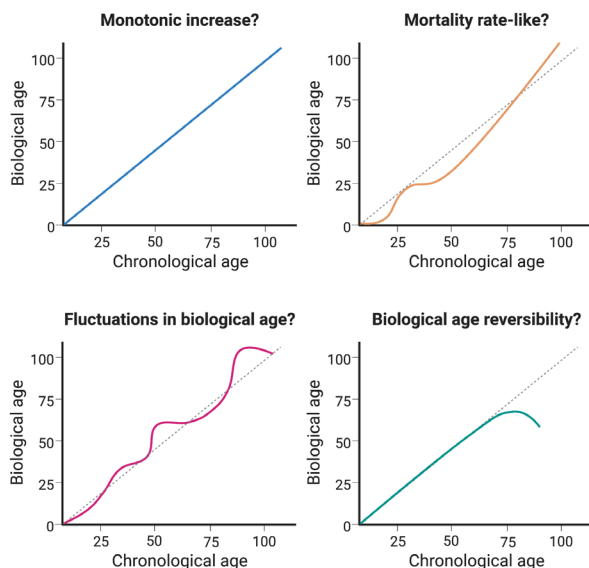 Monotonic increase?
Biological age
100
75
50
25
0
25 50 75 100
Chronological age
Mortality rate-like?
Biological age
100
75
50
25
0
25 50 75 100
Chronological age
Fluctuations in biological age?
Biological age
100
75
50
25
0
25 50 75 100
Chronological age
Biological age reversibility?
Biological age
100
75
50
25
0
25 50 75 100
Chronological age